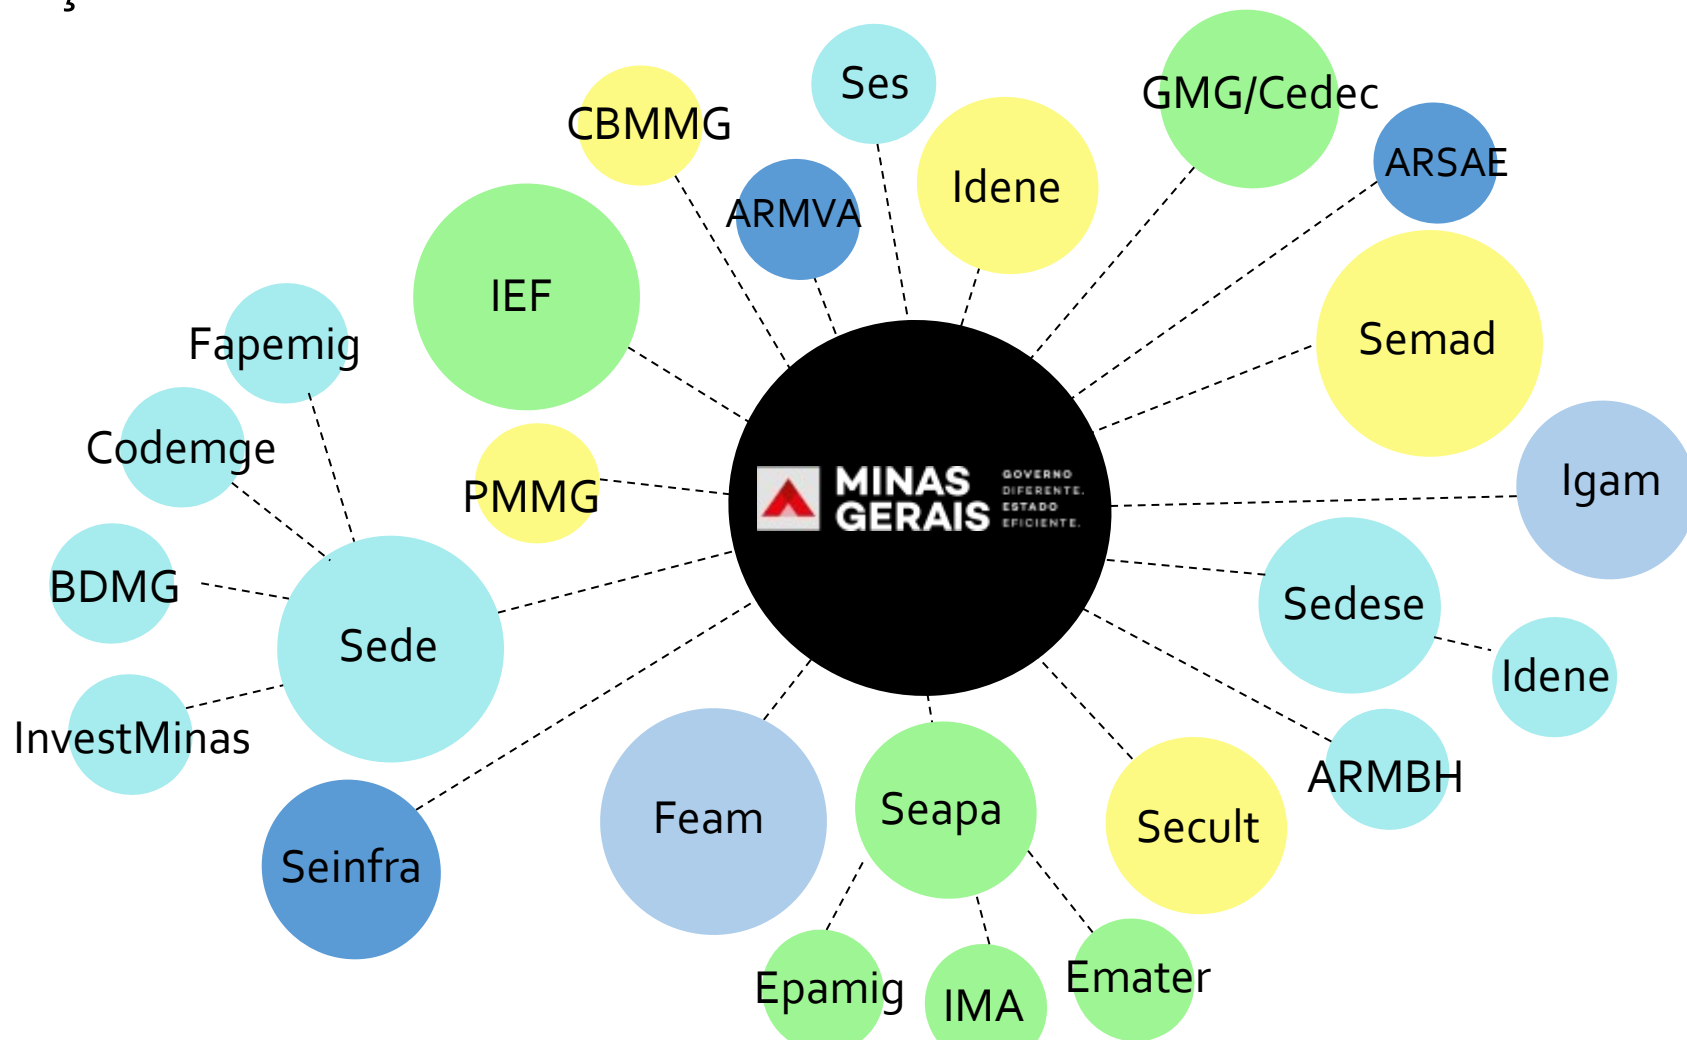 Ses
GMG/Cedec
CBMMG
ARSAE
Idene
ARMVA
IEF
Semad
Fapemig
Codemge
PMMG
MINAS
GERAIS
GOVERNO
DIFERENTE.
ESTADO
EFICIENTE.
Igam
BDMG
Sedese
Sede
Idene
InvestMinas
ARMBH
Feam
Seapa
Secult
Seinfra
Epamig
IMA
Emater